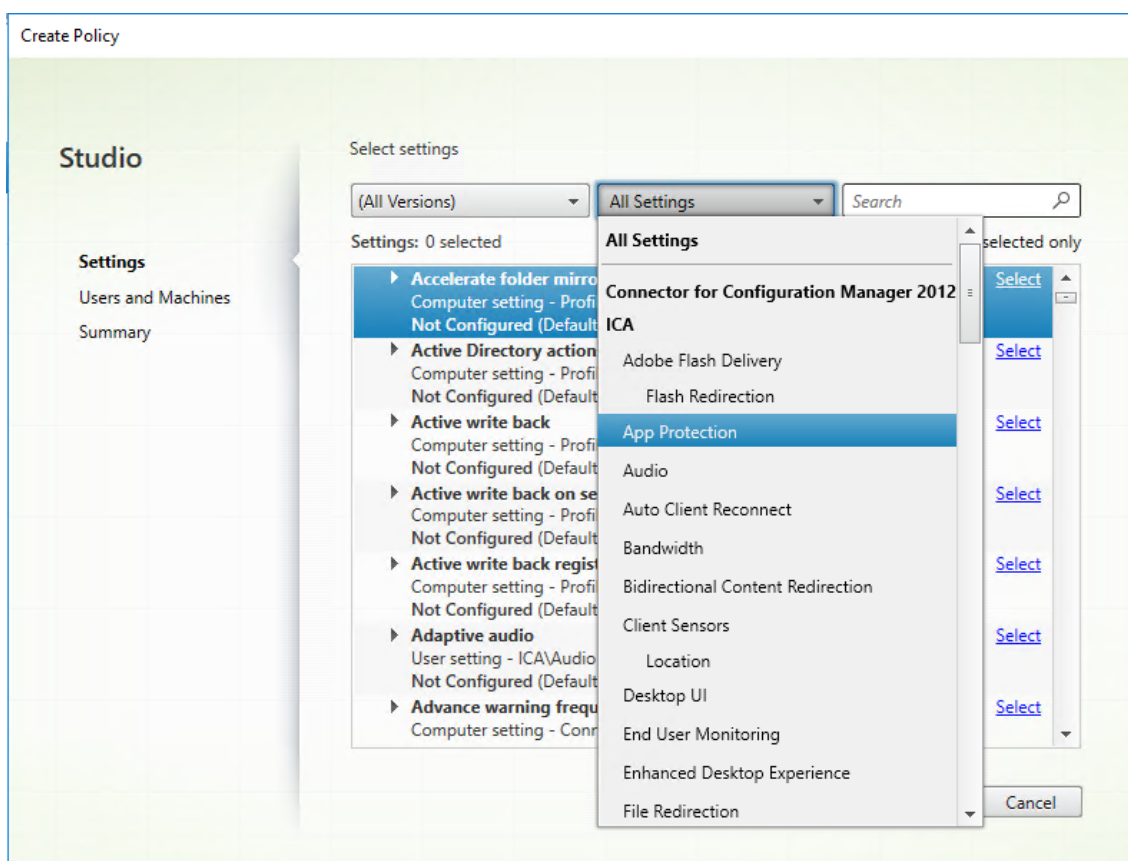 Create Policy
Studio
Settings
Users and Machines
Summary
Select settings
(All Versions)
All Settings
Search
Settings: 0 selected
selected only
Accelerate folder mirro
Computer setting - Profi
Not Configured (Default
Select
Active Directory action
Computer setting - Profi
Not Configured (Default
Select
Active write back
Computer setting - Profi
Not Configured (Default
Select
Active write back on se
Computer setting - Profi
Not Configured (Default
Select
Active write back regist
Computer setting - Profi
Not Configured (Default
Select
Adaptive audio
User setting - ICA\Audio
Not Configured (Default
Select
Advance warning frequ
Computer setting - Conr
Select
All Settings
Connector for Configuration Manager 2012
ICA
Adobe Flash Delivery
Flash Redirection
App Protection
Audio
Auto Client Reconnect
Bandwidth
Bidirectional Content Redirection
Client Sensors
Location
Desktop UI
End User Monitoring
Enhanced Desktop Experience
File Redirection
Cancel